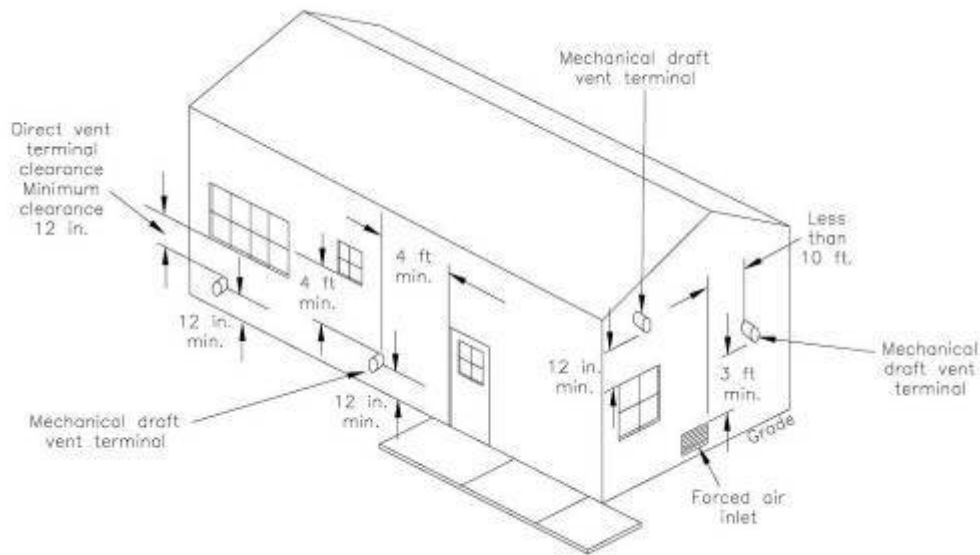 Mechanical draft
vent terminal
Direct vent
terminal
clearance
Minimum
clearance
12 in.
Less
than
10 ft.
4 ft
min.
4 ft
min.
12 in.
min.
12 in.
min.
12 in.
min.
3 ft
min.
Mechanical
draft vent
terminal
Mechanical draft
vent terminal
Grade
Forced air
inlet